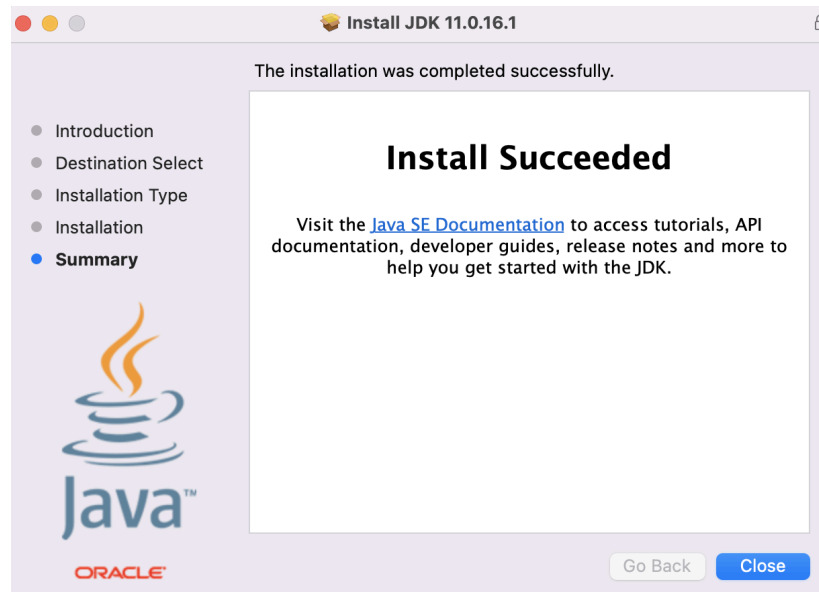 Install JDK 11.0.16.1
The installation was completed successfully.
Introduction
Destination Select
Installation Type
Installation
Summary
Install Succeeded
Visit the Java SE Documentation to access tutorials, API
documentation, developer guides, release notes and more to
help you get started with the JDK.
Java™
ORACLE®
Go Back
Close